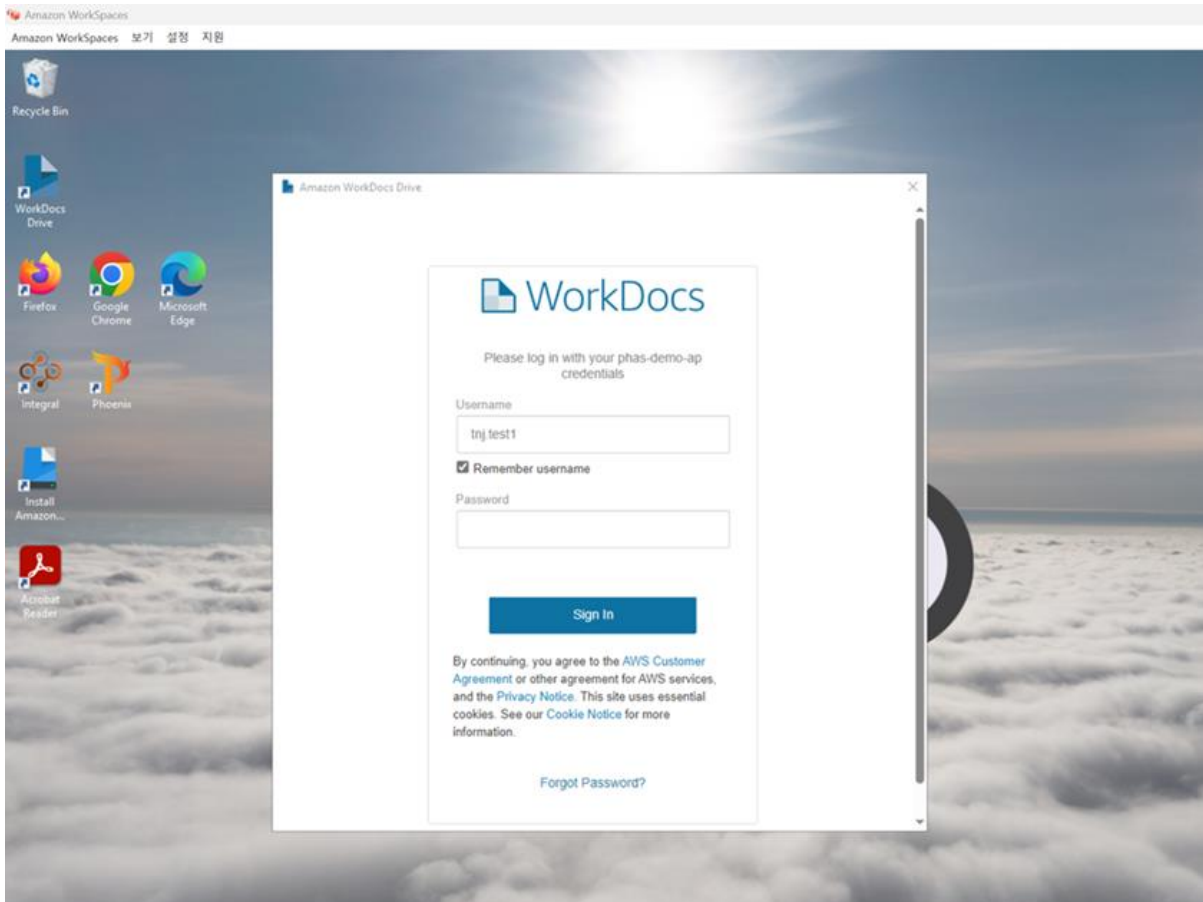 Amazon WorkSpaces
Amazon WorkSpaces 보기 설정 지원
Recycle Bin
WorkDocs
Drive
Firefox
Google
Chrome
Microsoft
Edge
Integral
Phoenix
Install
Amazon...
Acrobat
Reader
Amazon WorkDocs Drive
WorkDocs
Please log in with your phas-demo-ap
credentials
Username
tnj.test1
Remember username
Password
Sign In
By continuing, you agree to the AWS Customer
Agreement or other agreement for AWS services,
and the Privacy Notice. This site uses essential
cookies. See our Cookie Notice for more
information.
Forgot Password?